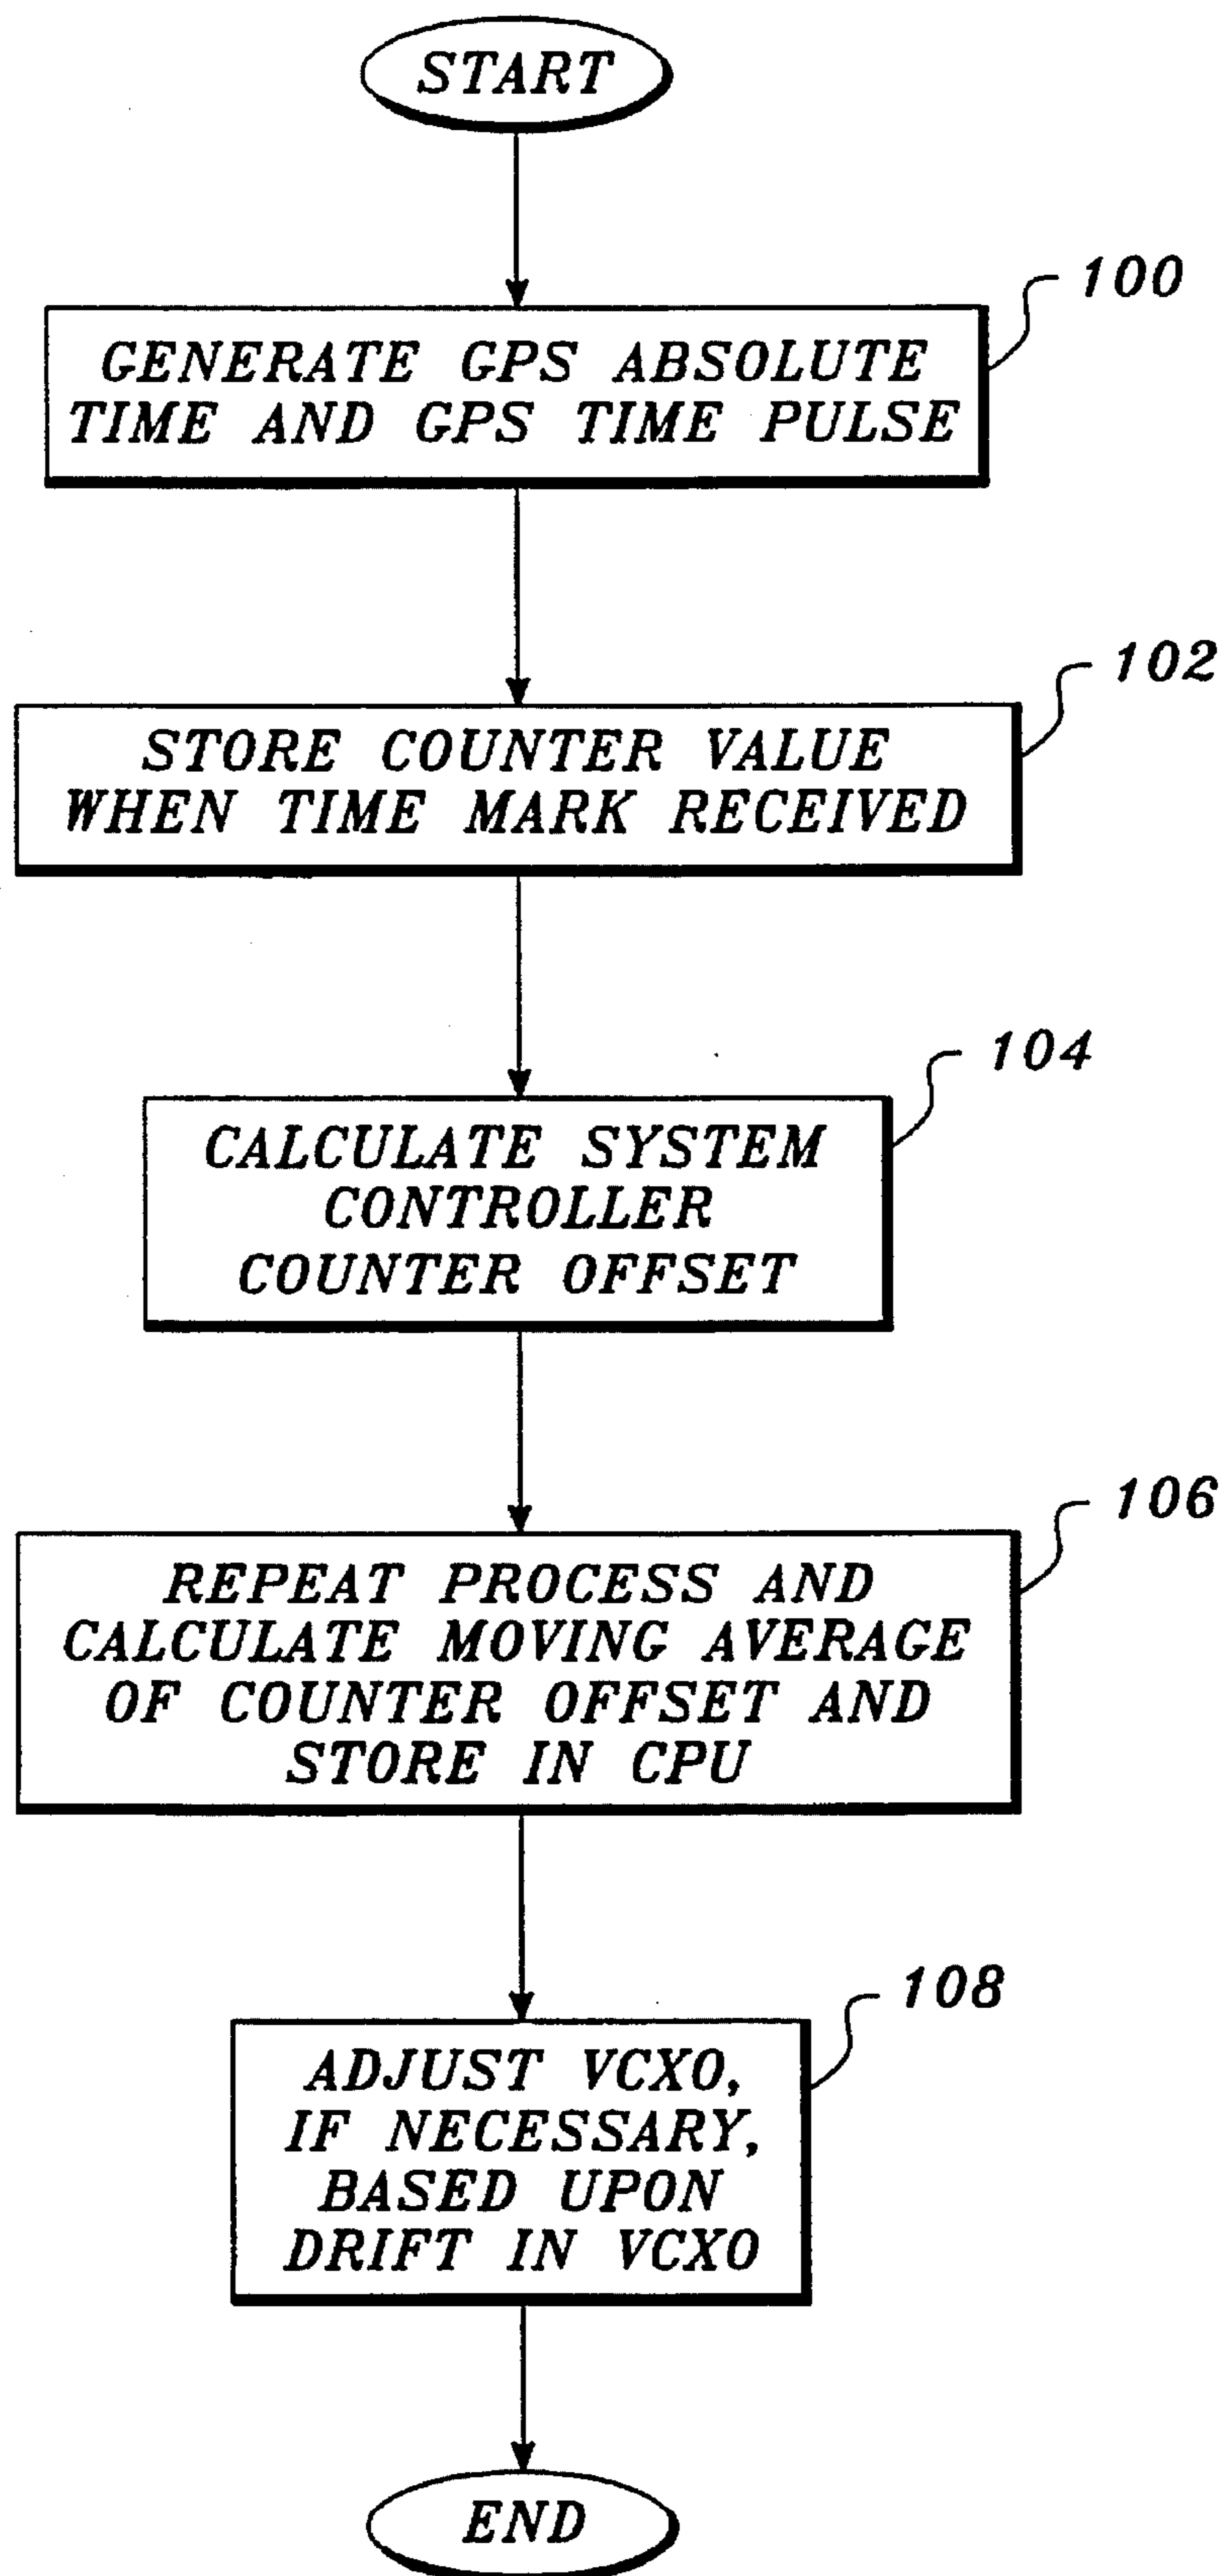 START
100
GENERATE GPS ABSOLUTE
TIME AND GPS TIME PULSE
102
STORE COUNTER VALUE
WHEN TIME MARK RECEIVED
104
CALCULATE SYSTEM
CONTROLLER
COUNTER OFFSET
106
REPEAT PROCESS AND
CALCULATE MOVING AVERAGE
OF COUNTER OFFSET AND
STORE IN CPU
108
ADJUST VCXO,
IF NECESSARY,
BASED UPON
DRIFT IN VCXO
END